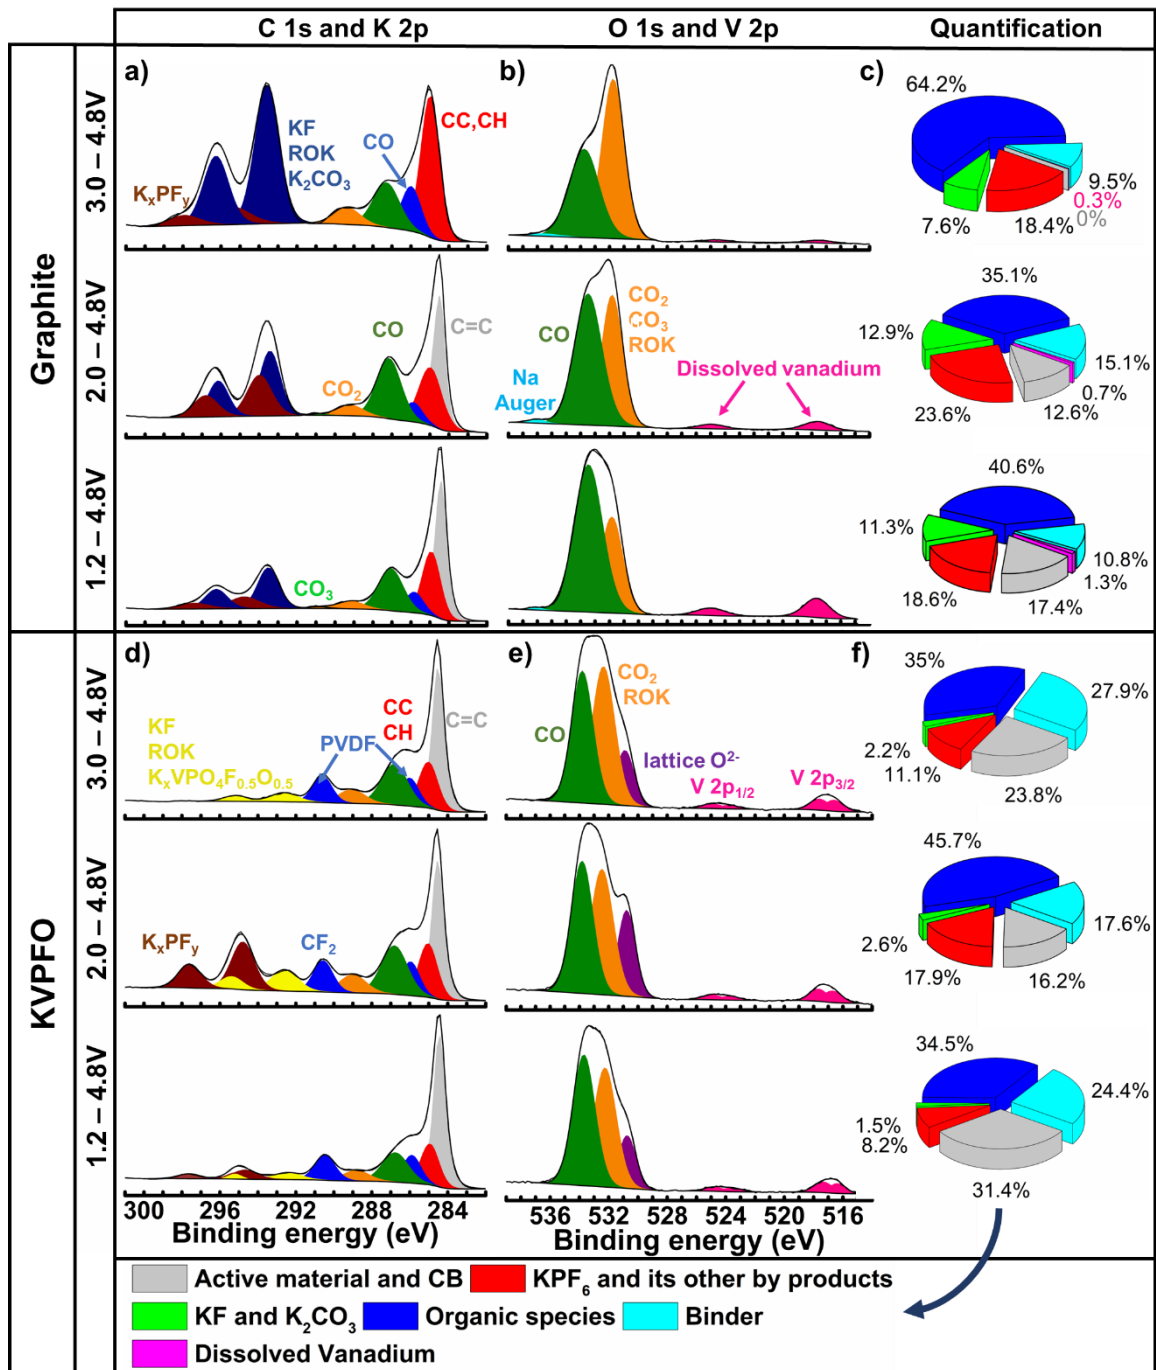 C 1s and K 2p
O 1s and V 2p
Quantification
Graphite
3.0 – 4.8V
a)
K₂PF
KF
ROK
K₂CO₃
CO
CC,CH
b)
c)
64.2%
9.5%
0.3%
0%
18.4%
7.6%
2.0 – 4.8V
CO₂
CO
C=C
CO
CO₂
CO₃
ROK
Na
Auger
Dissolved vanadium
35.1%
12.9%
15.1%
0.7%
12.6%
23.6%
1.2 – 4.8V
CO₃
40.6%
11.3%
10.8%
1.3%
17.4%
18.6%
KVPFO
3.0 – 4.8V
d)
KF
ROK
KₓVPO₄F₀.₅O₀.₅
PVDF
CC
CH
C=C
e)
CO
CO₂
ROK
lattice O²⁻
V 2p₁/₂
V 2p₃/₂
f)
35%
27.9%
2.2%
11.1%
23.8%
2.0 – 4.8V
KₓPFᵧ
CF₂
45.7%
17.6%
2.6%
17.9%
16.2%
1.2 – 4.8V
34.5%
24.4%
1.5%
8.2%
31.4%
300 296 292 288 284
Binding energy (eV)
536 532 528 524 520 516
Binding energy (eV)
Active material and CB
KPF₆ and its other by products
KF and K₂CO₃
Organic species
Binder
Dissolved Vanadium